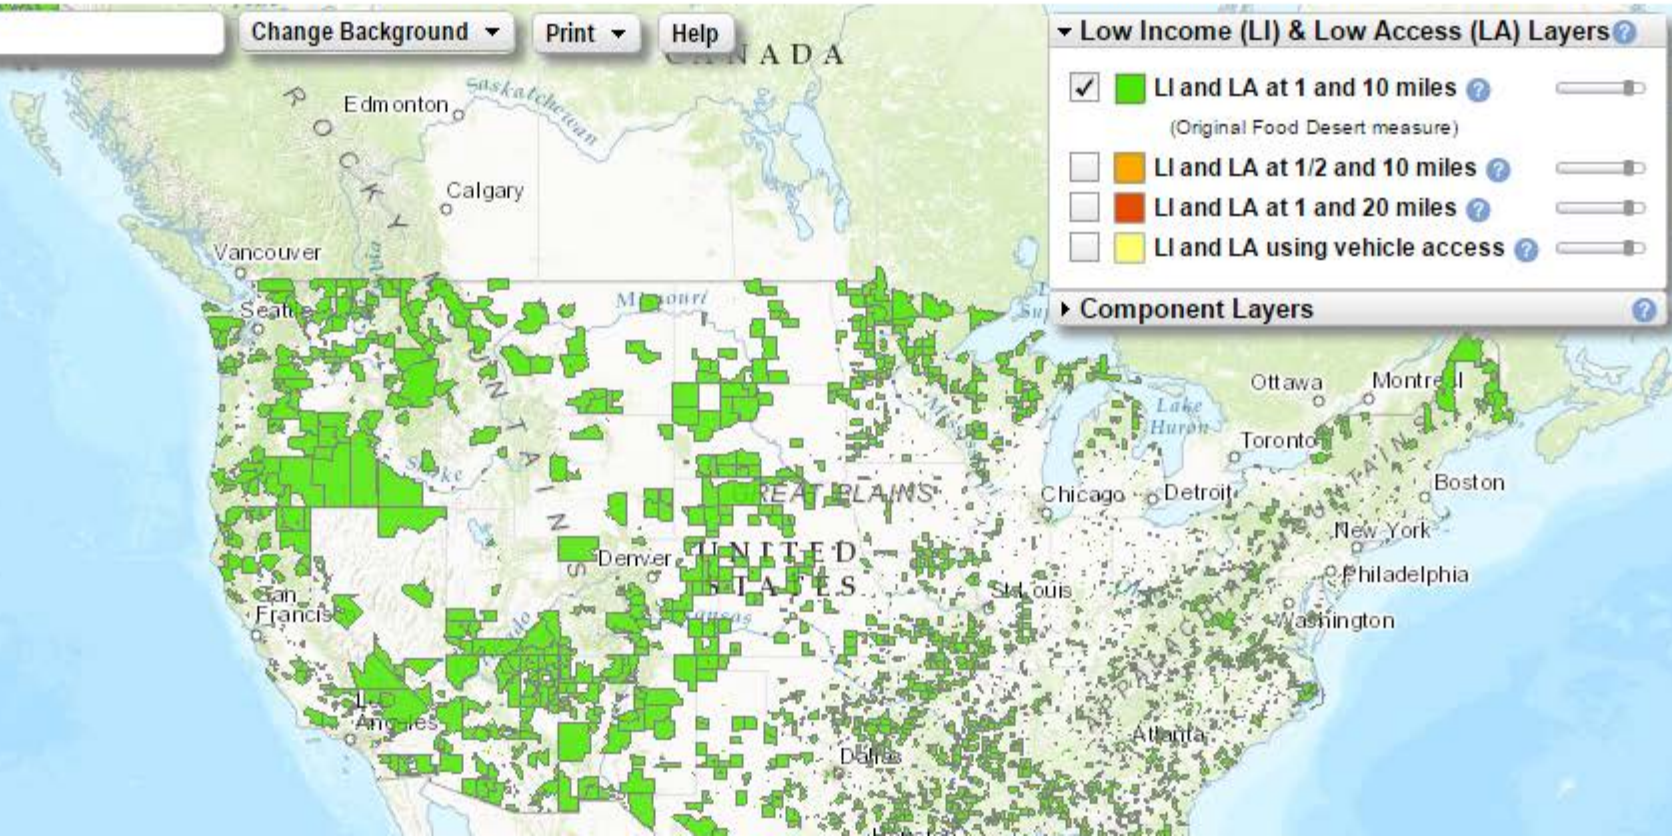 Change Background
Print
Help
CANADA
Low Income (LI) & Low Access (LA) Layers
LI and LA at 1 and 10 miles
(Original Food Desert measure)
LI and LA at 1/2 and 10 miles
LI and LA at 1 and 20 miles
LI and LA using vehicle access
Component Layers
Edmonton
Saskatchewan
ROCKY
Calgary
Vancouver
Seattle
Missouri
Ottawa
Montreal
Lake
Huron
Toronto
Snake
GREAT PLAINS
Chicago
Detroit
Boston
New York
UNITED
STATES
Denver
St Louis
Philadelphia
Washington
San
Francis
Kansas
Los
Angeles
Atlanta
Dallas